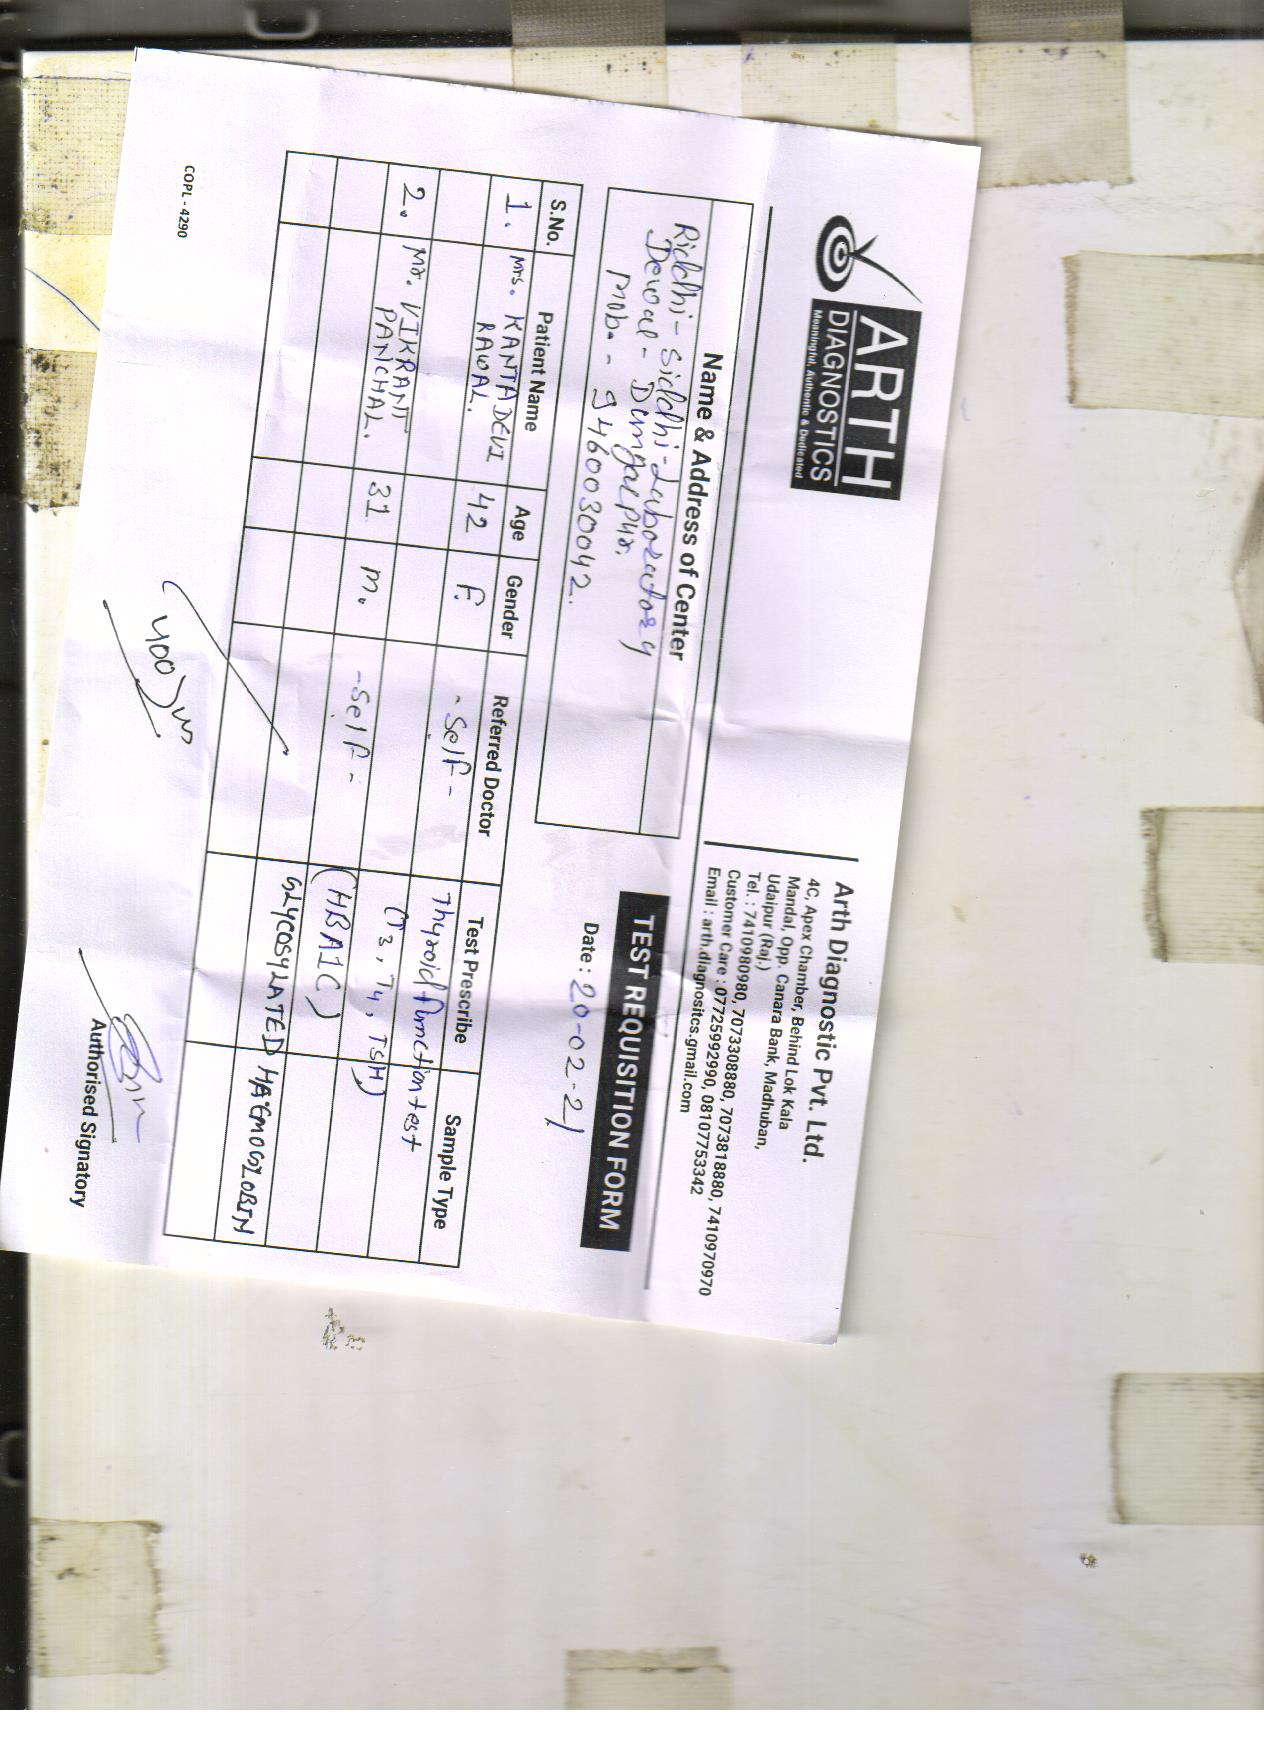 ARTH
DIAGNOSTICS
Meaningful, Authentic & Dedicated
Arth Diagnostic Pvt. Ltd.
4C, Apex Chamber, Behind Lok Kala
Mandal, Opp. Canara Bank, Madhuban,
Udaipur (Raj.)
Tel. : 7410980980, 7073308880, 7073818880, 7410970970
Customer Care : 07725992990, 08107753342
Email : arth.diagnositcs.gmail.com
Name & Address of Center
Riddhi-Siddhi-Laboratory
Dewal - Dungarpur.
Mob. - 9460030042.
TEST REQUISITION FORM
Date : 20-02-21
S.No. Patient Name Age Gender Referred Doctor Test Prescribe Sample Type
1. Mrs. KANTADEVI 42 F. - Self - Thyroid function test
RAWAL. (T3, T4, TSH)
2. Mr. VIKRANT 31 M. - Self - (HBA1C)
PANCHAL. GLYCOSYLATED HAEMOGLOBIN
400
COPL - 4290
Authorised Signatory